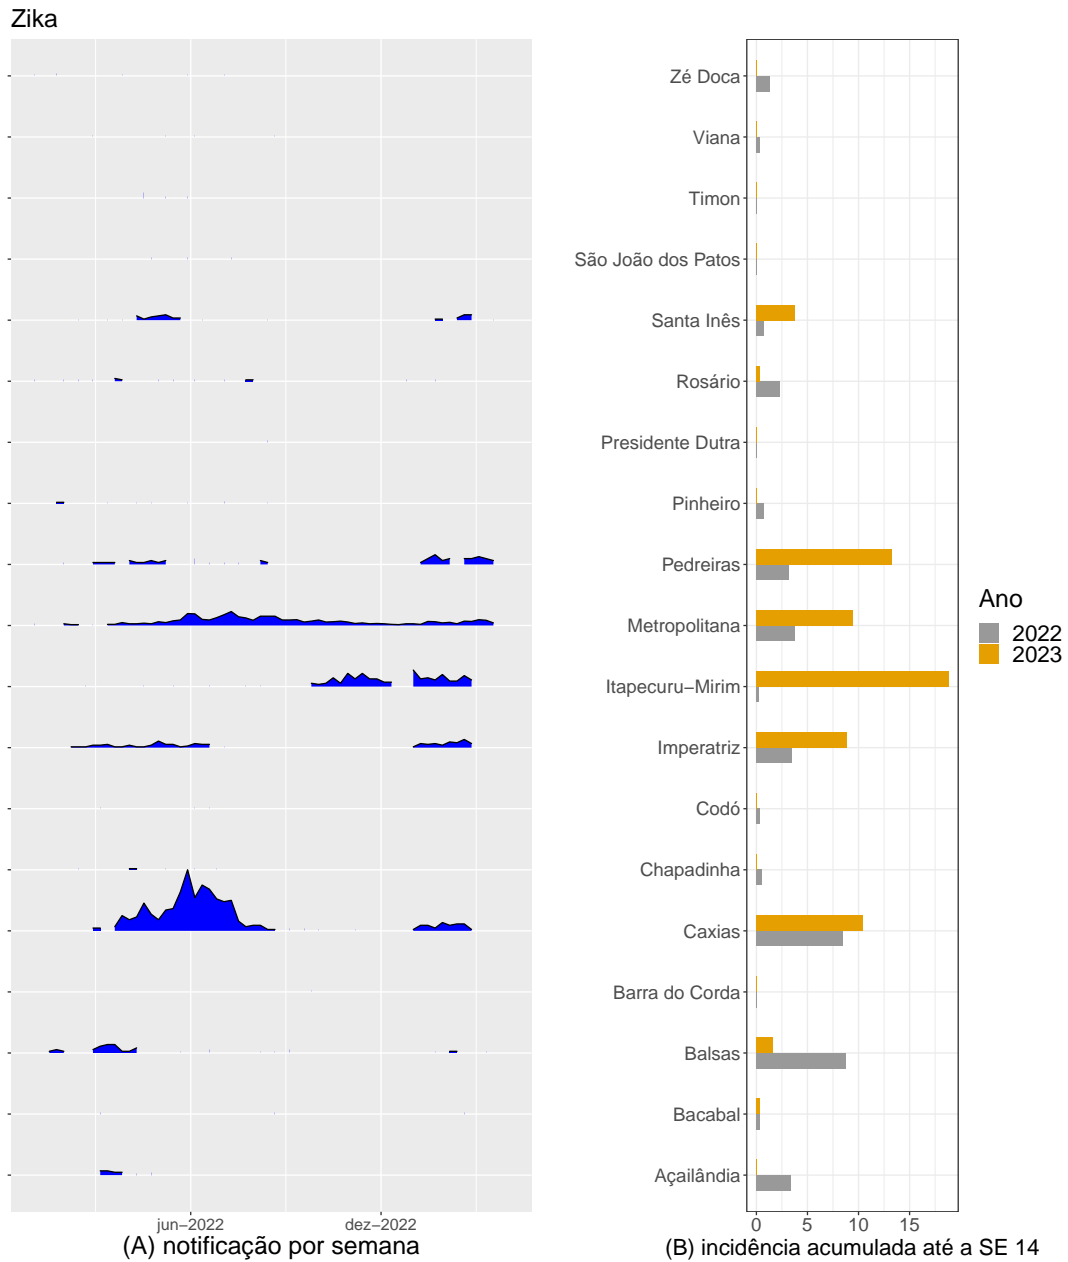 Zika
Zé Doca
Viana
Timon
São João dos Patos
Santa Inês
Rosário
Presidente Dutra
Pinheiro
Pedreiras
Metropolitana
Itapecuru−Mirim
Imperatriz
Codó
Chapadinha
Caxias
Barra do Corda
Balsas
Bacabal
Açailândia
jun−2022 dez−2022
(A) notificação por semana
0 5 10 15
(B) incidência acumulada até a SE 14
Ano
2022
2023